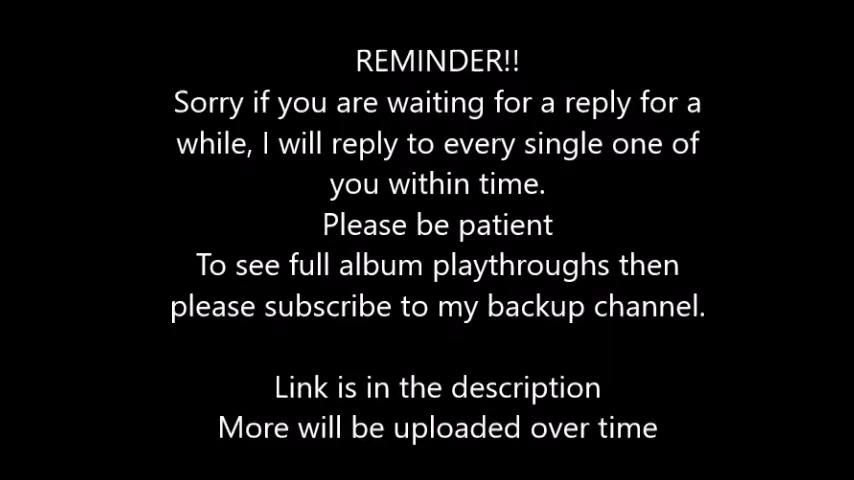 REMINDER!!
Sorry if you are waiting for a reply for a
while, I will reply to every single one of
you within time.
Please be patient
To see full album playthroughs then
please subscribe to my backup channel.
Link is in the description
More will be uploaded over time